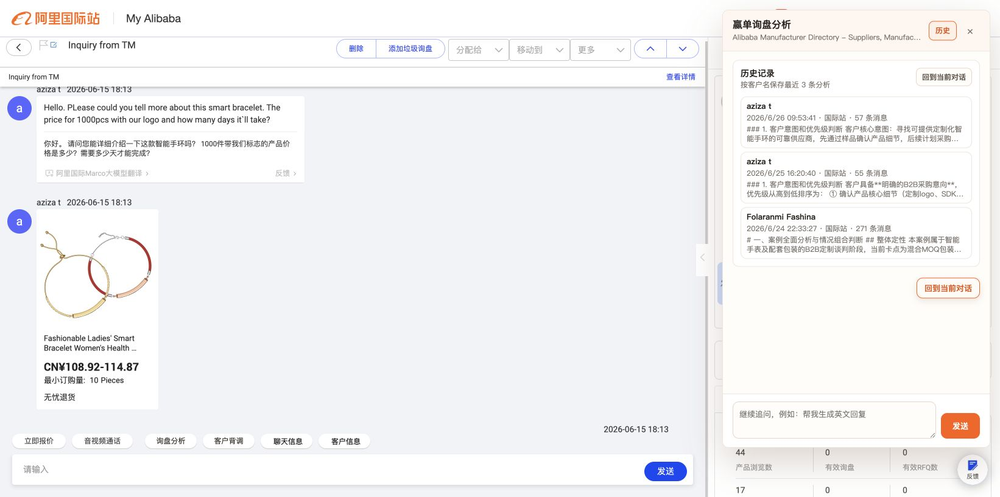 阿里国际站
My Alibaba
Inquiry from TM
删除
添加垃圾询盘
分配给
移动到
更多
Inquiry from TM
查看详情
aziza t 2026-06-15 18:13
a
Hello. PLease could you tell more about this smart bracelet. The
price for 1000pcs with our logo and how many days it`ll take?
你好。 请问您能详细介绍一下这款智能手环吗? 1000件带我们标志的产品价
格是多少? 需要多少天才能完成?
阿里国际Marco大模型翻译 >
反馈 >
aziza t 2026-06-15 18:13
a
Fashionable Ladies' Smart
Bracelet Women's Health ...
CN¥108.92-114.87
最小订购量: 10 Pieces
无忧退货
2026-06-15 18:13
立即报价
音视频通话
询盘分析
客户背调
聊天信息
客户信息
请输入
发送
赢单询盘分析
Alibaba Manufacturer Directory – Suppliers, Manufac...
历史
×
历史记录
按客户名保存最近 3 条分析
回到当前对话
aziza t
2026/6/26 09:53:41 · 国际站 · 57 条消息
### 1. 客户意图和优先级判断 客户核心意图：寻找可提供定制化智
能手环的可靠供应商，先通过样品确认产品细节，后续计划采购...
aziza t
2026/6/25 16:20:40 · 国际站 · 55 条消息
### 1. 客户意图和优先级判断 客户具备**明确的B2B采购意向**，
优先级从高到低排序为： ① 确认产品核心细节（定制logo、SDK...
Folaranmi Fashina
2026/6/24 22:33:27 · 国际站 · 271 条消息
# 一、案例全面分析与情况组合判断 ## 整体定性 本案例属于智能
手表及配套包装的B2B定制谈判阶段，当前卡点为混合MOQ包装...
回到当前对话
继续追问，例如：帮我生成英文回复
发送
44
0
0
产品浏览数
有效询盘
有效RFQ数
17
0
0
反馈